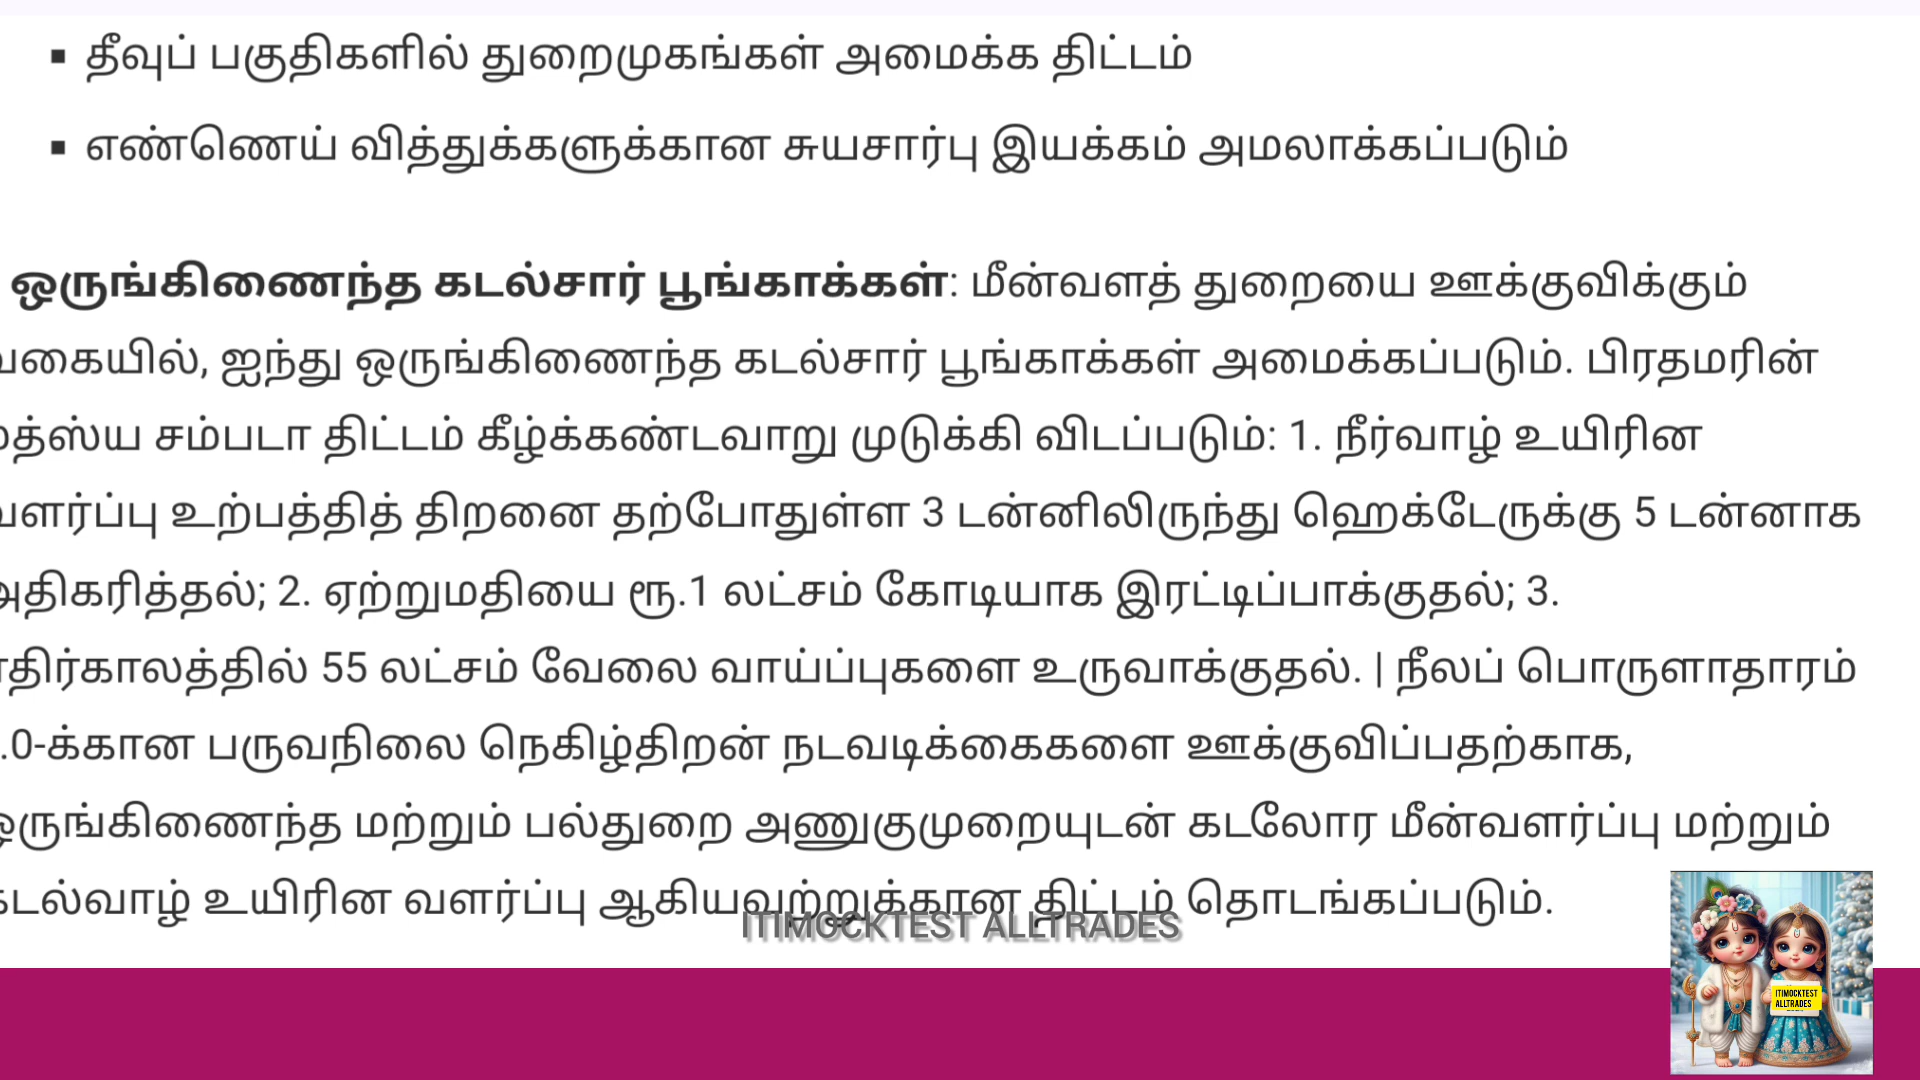 ▪ தீவுப் பகுதிகளில் துறைமுகங்கள் அமைக்க திட்டம்
▪ எண்ணெய் வித்துக்களுக்கான சுயசார்பு இயக்கம் அமலாக்கப்படும்
ஒருங்கிணைந்த கடல்சார் பூங்காக்கள்: மீன்வளத் துறையை ஊக்குவிக்கும்
வகையில், ஐந்து ஒருங்கிணைந்த கடல்சார் பூங்காக்கள் அமைக்கப்படும். பிரதமரின்
மத்ஸ்ய சம்படா திட்டம் கீழ்க்கண்டவாறு முடுக்கி விடப்படும்: 1. நீர்வாழ் உயிரின
வளர்ப்பு உற்பத்தித் திறனை தற்போதுள்ள 3 டன்னிலிருந்து ஹெக்டேருக்கு 5 டன்னாக
அதிகரித்தல்; 2. ஏற்றுமதியை ரூ.1 லட்சம் கோடியாக இரட்டிப்பாக்குதல்; 3.
எதிர்காலத்தில் 55 லட்சம் வேலை வாய்ப்புகளை உருவாக்குதல். | நீலப் பொருளாதாரம்
.0-க்கான பருவநிலை நெகிழ்திறன் நடவடிக்கைகளை ஊக்குவிப்பதற்காக,
ஒருங்கிணைந்த மற்றும் பல்துறை அணுகுமுறையுடன் கடலோர மீன்வளர்ப்பு மற்றும்
கடல்வாழ் உயிரின வளர்ப்பு ஆகியவற்றுக்கான திட்டம் தொடங்கப்படும்.
ITIMOCKTEST ALLTRADES
ITIMOCKTEST
ALLTRADES